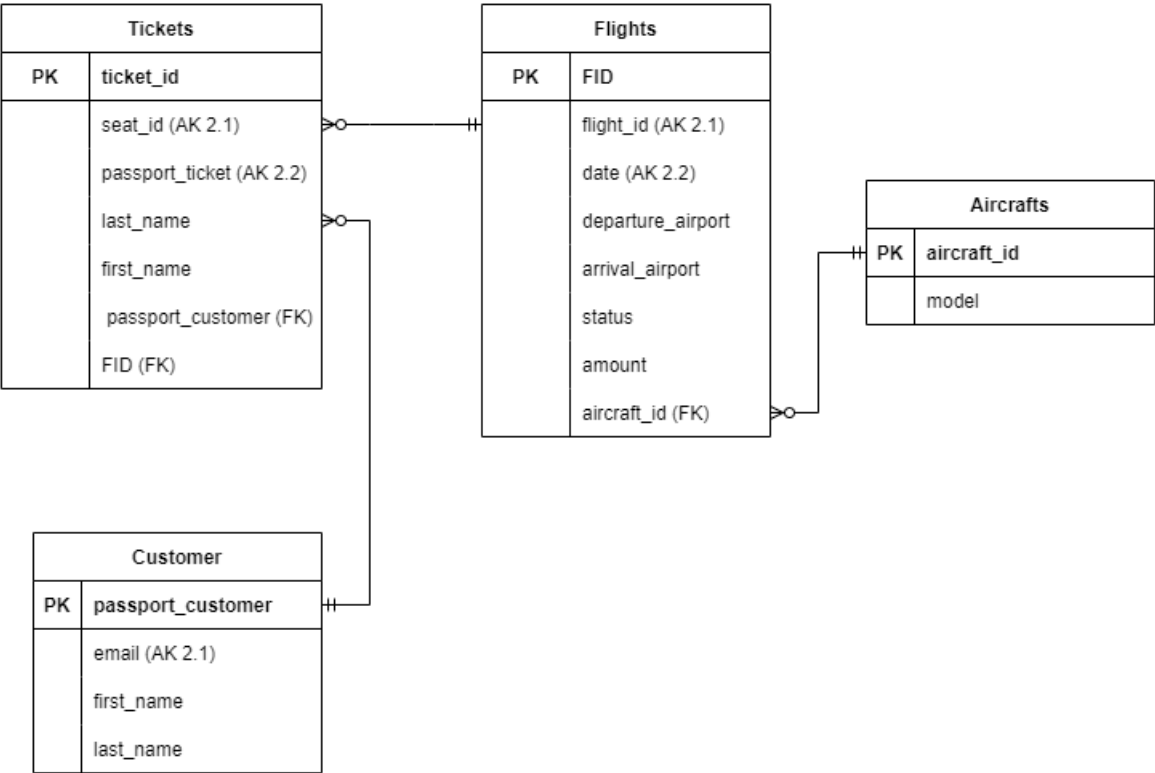 Tickets
PK ticket_id
seat_id (AK 2.1)
passport_ticket (AK 2.2)
last_name
first_name
passport_customer (FK)
FID (FK)
Flights
PK FID
flight_id (AK 2.1)
date (AK 2.2)
departure_airport
arrival_airport
status
amount
aircraft_id (FK)
Aircrafts
PK aircraft_id
model
Customer
PK passport_customer
email (AK 2.1)
first_name
last_name